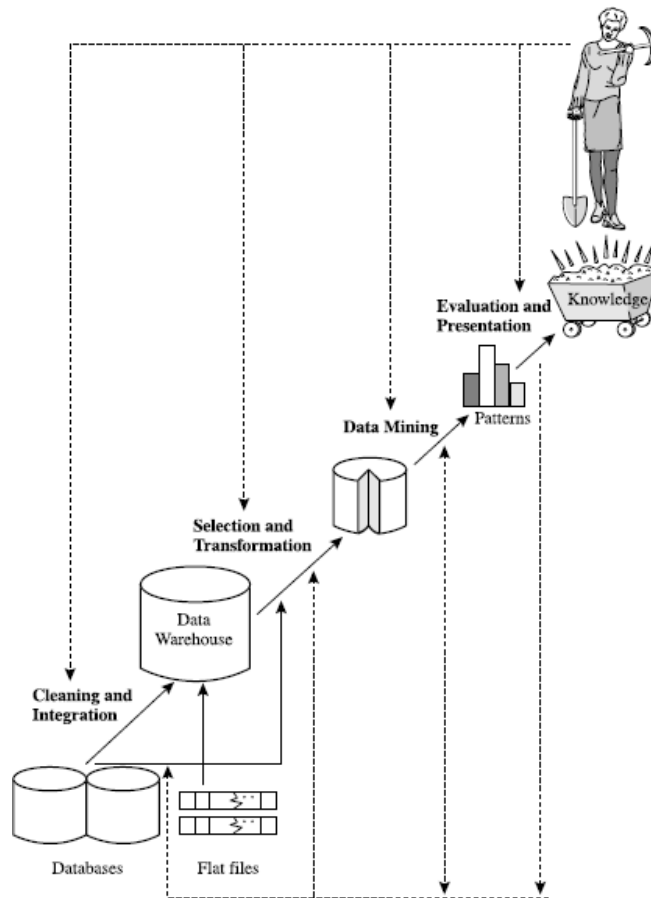 Knowledge
Evaluation and
Presentation
Patterns
Data Mining
Selection and
Transformation
Data
Warehouse
Cleaning and
Integration
Databases
Flat files